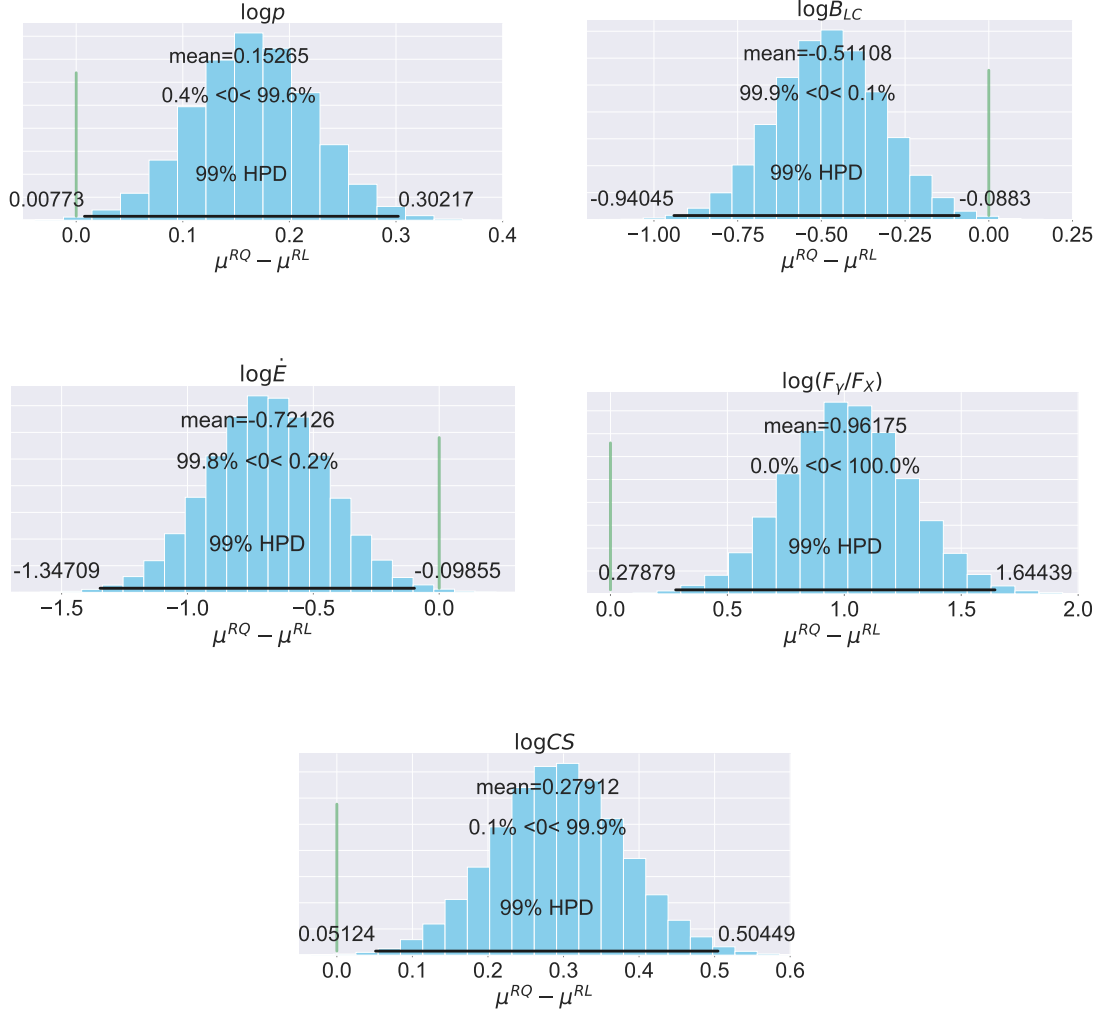 logp
mean=0.15265
0.4% <0< 99.6%
99% HPD
0.00773 0.30217
0.0 0.1 0.2 0.3 0.4
μ^RQ − μ^RL
logB_LC
mean=-0.51108
99.9% <0< 0.1%
99% HPD
-0.94045 -0.0883
−1.00 −0.75 −0.50 −0.25 0.00 0.25
μ^RQ − μ^RL
logĖ
mean=-0.72126
99.8% <0< 0.2%
99% HPD
-1.34709 -0.09855
−1.5 −1.0 −0.5 0.0
μ^RQ − μ^RL
log(F_γ/F_X)
mean=0.96175
0.0% <0< 100.0%
99% HPD
0.27879 1.64439
0.0 0.5 1.0 1.5 2.0
μ^RQ − μ^RL
logCS
mean=0.27912
0.1% <0< 99.9%
99% HPD
0.05124 0.50449
0.0 0.1 0.2 0.3 0.4 0.5 0.6
μ^RQ − μ^RL